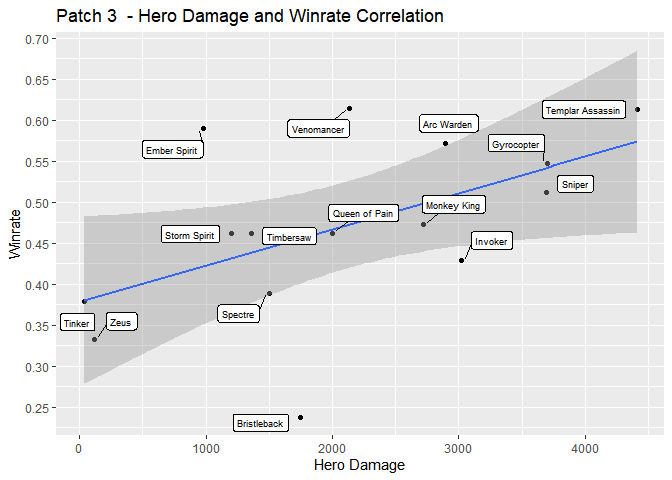 Patch 3  - Hero Damage and Winrate Correlation
0.70
0.65
0.60
0.55
0.50
0.45
0.40
0.35
0.30
0.25
Winrate
Templar Assassin
Venomancer
Arc Warden
Ember Spirit
Gyrocopter
Sniper
Monkey King
Queen of Pain
Storm Spirit
Timbersaw
Invoker
Spectre
Tinker
Zeus
Bristleback
0
1000
2000
3000
4000
Hero Damage